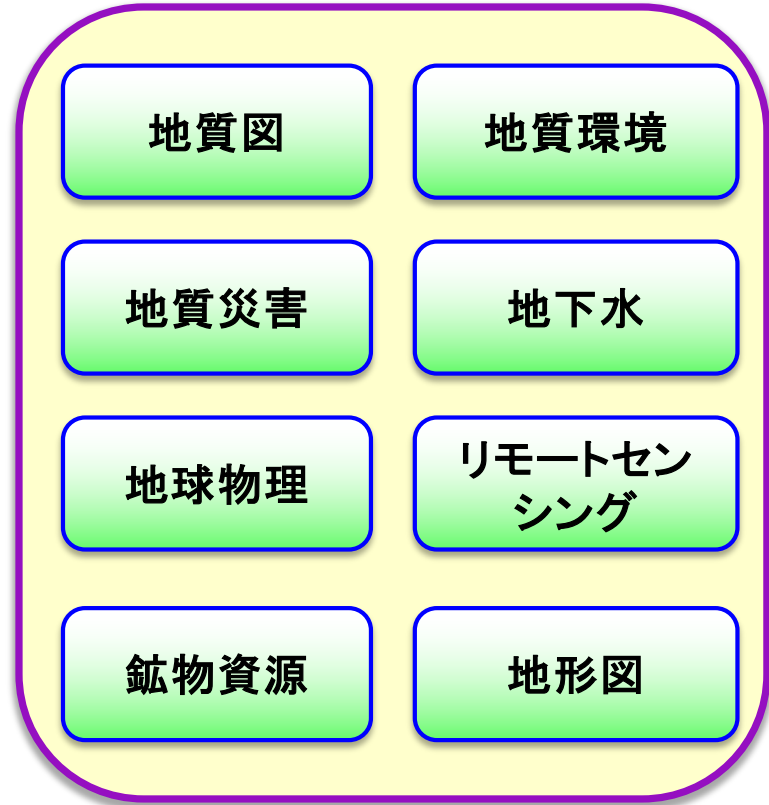 地質図
地質環境
地質災害
地下水
地球物理
リモートセン
シング
鉱物資源
地形図